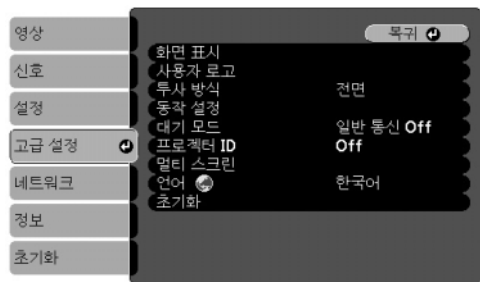 영상
신호
설정
고급 설정
네트워크
정보
초기화
복귀
화면 표시
사용자 로고
투사 방식 전면
동작 설정
대기 모드 일반 통신 Off
프로젝터 ID Off
멀티 스크린
언어 한국어
초기화